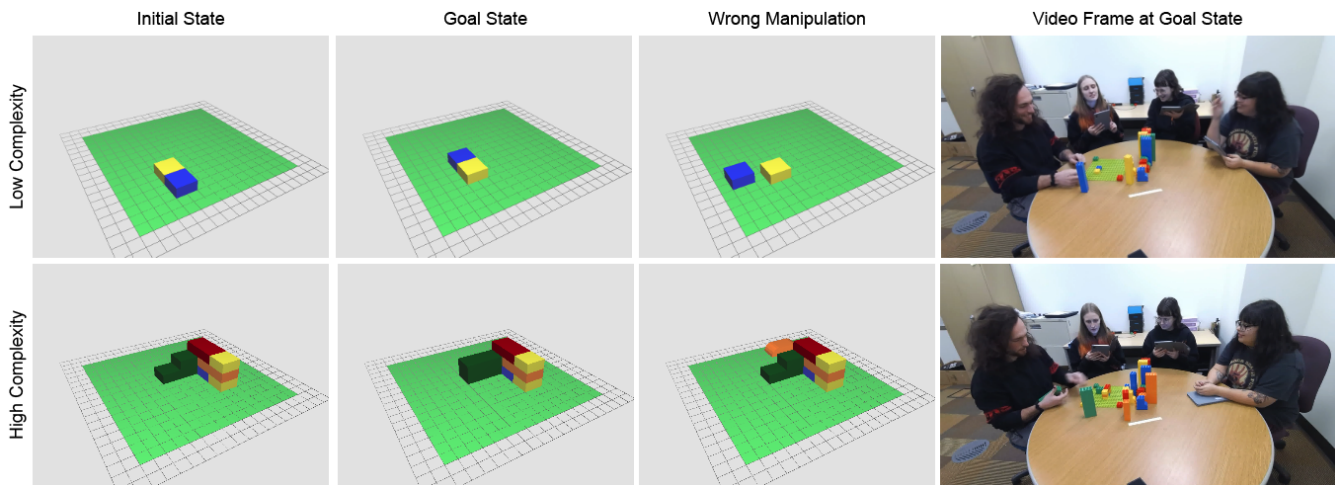 Initial State
Goal State
Wrong Manipulation
Video Frame at Goal State
Low Complexity
High Complexity